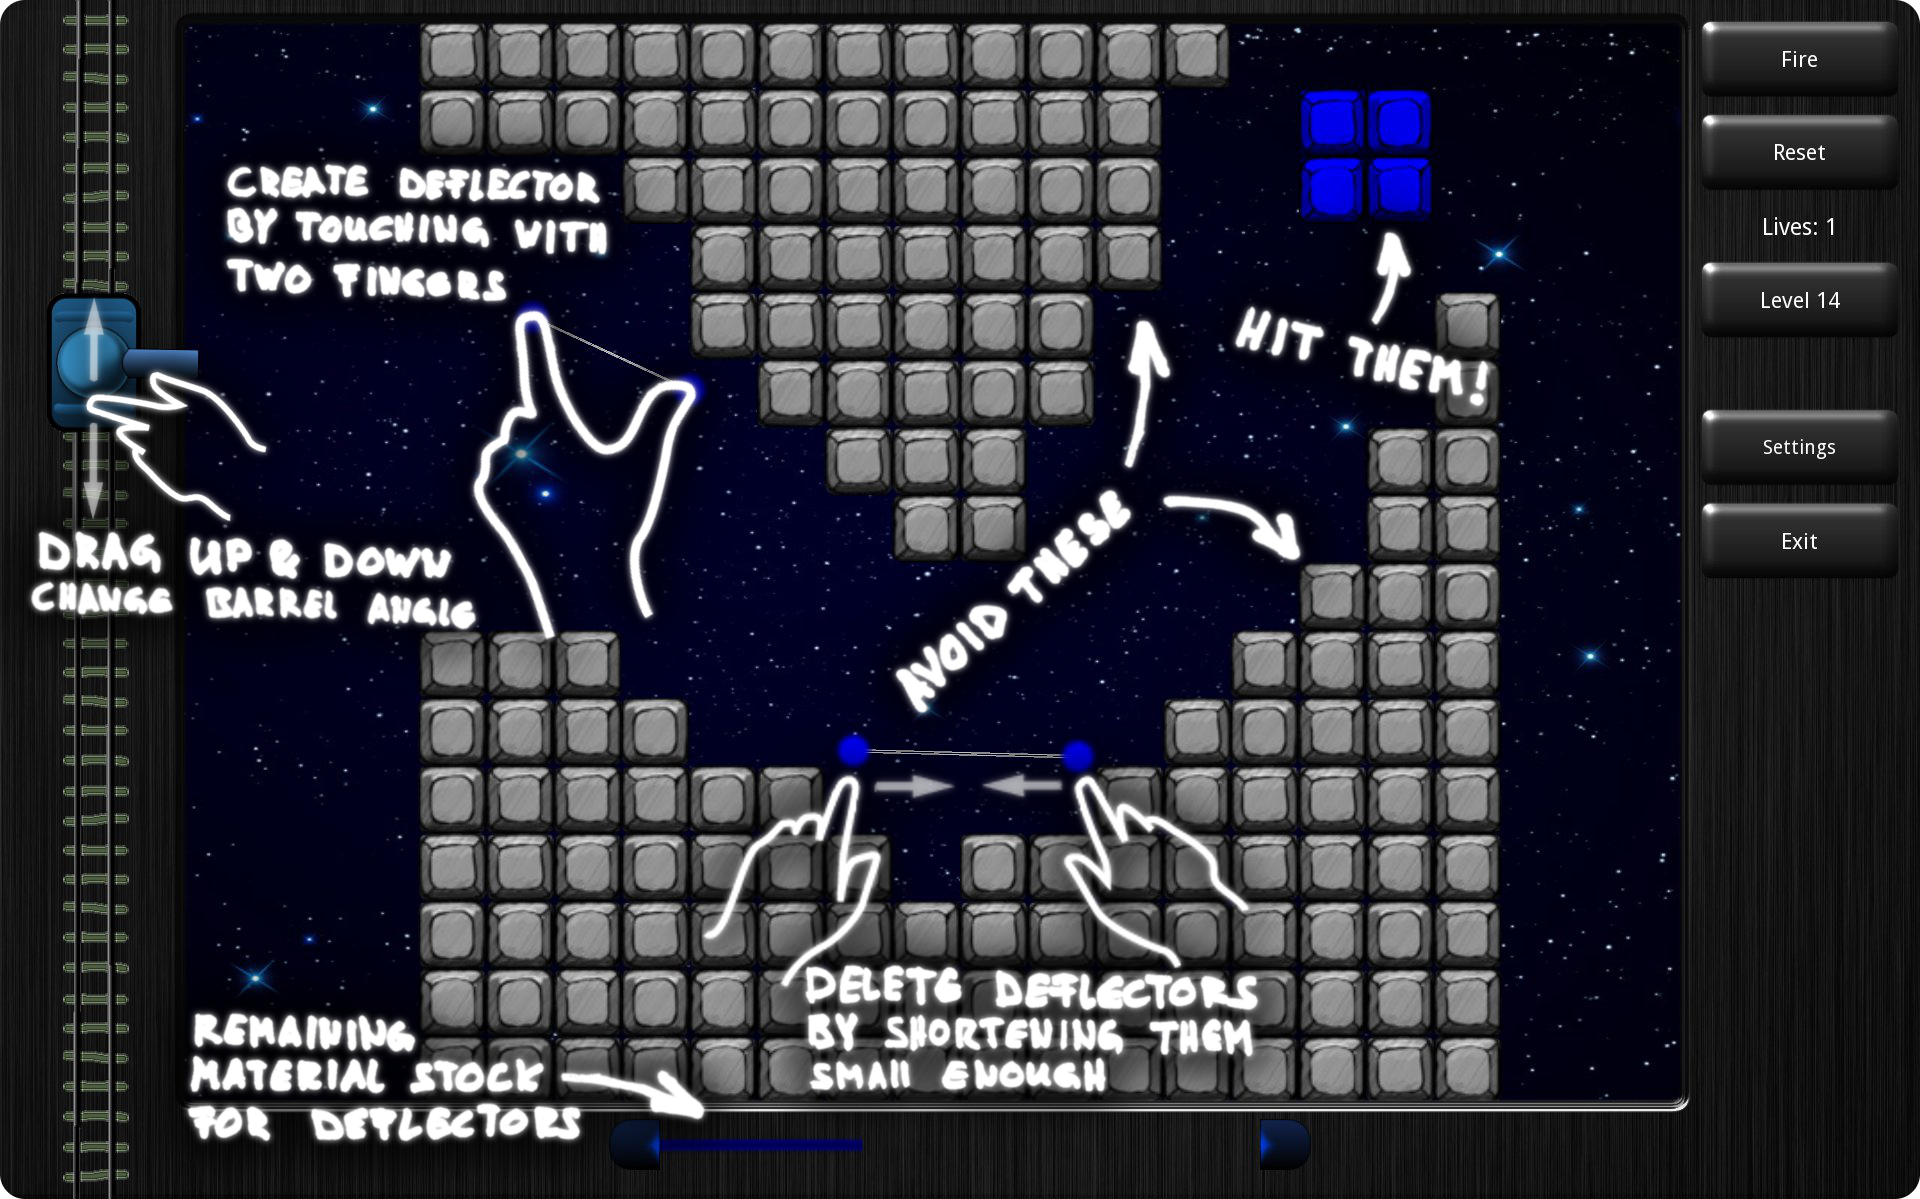 CREATE DEFLECTOR
BY TOUCHING WITH
TWO FINGERS
DRAG UP & DOWN
CHANGE BARREL ANGLE
HIT THEM!
AVOID THESE
DELETE DEFLECTORS
BY SHORTENING THEM
SMALL ENOUGH
REMAINING
MATERIAL STOCK
FOR DEFLECTORS
Fire
Reset
Lives: 1
Level 14
Settings
Exit